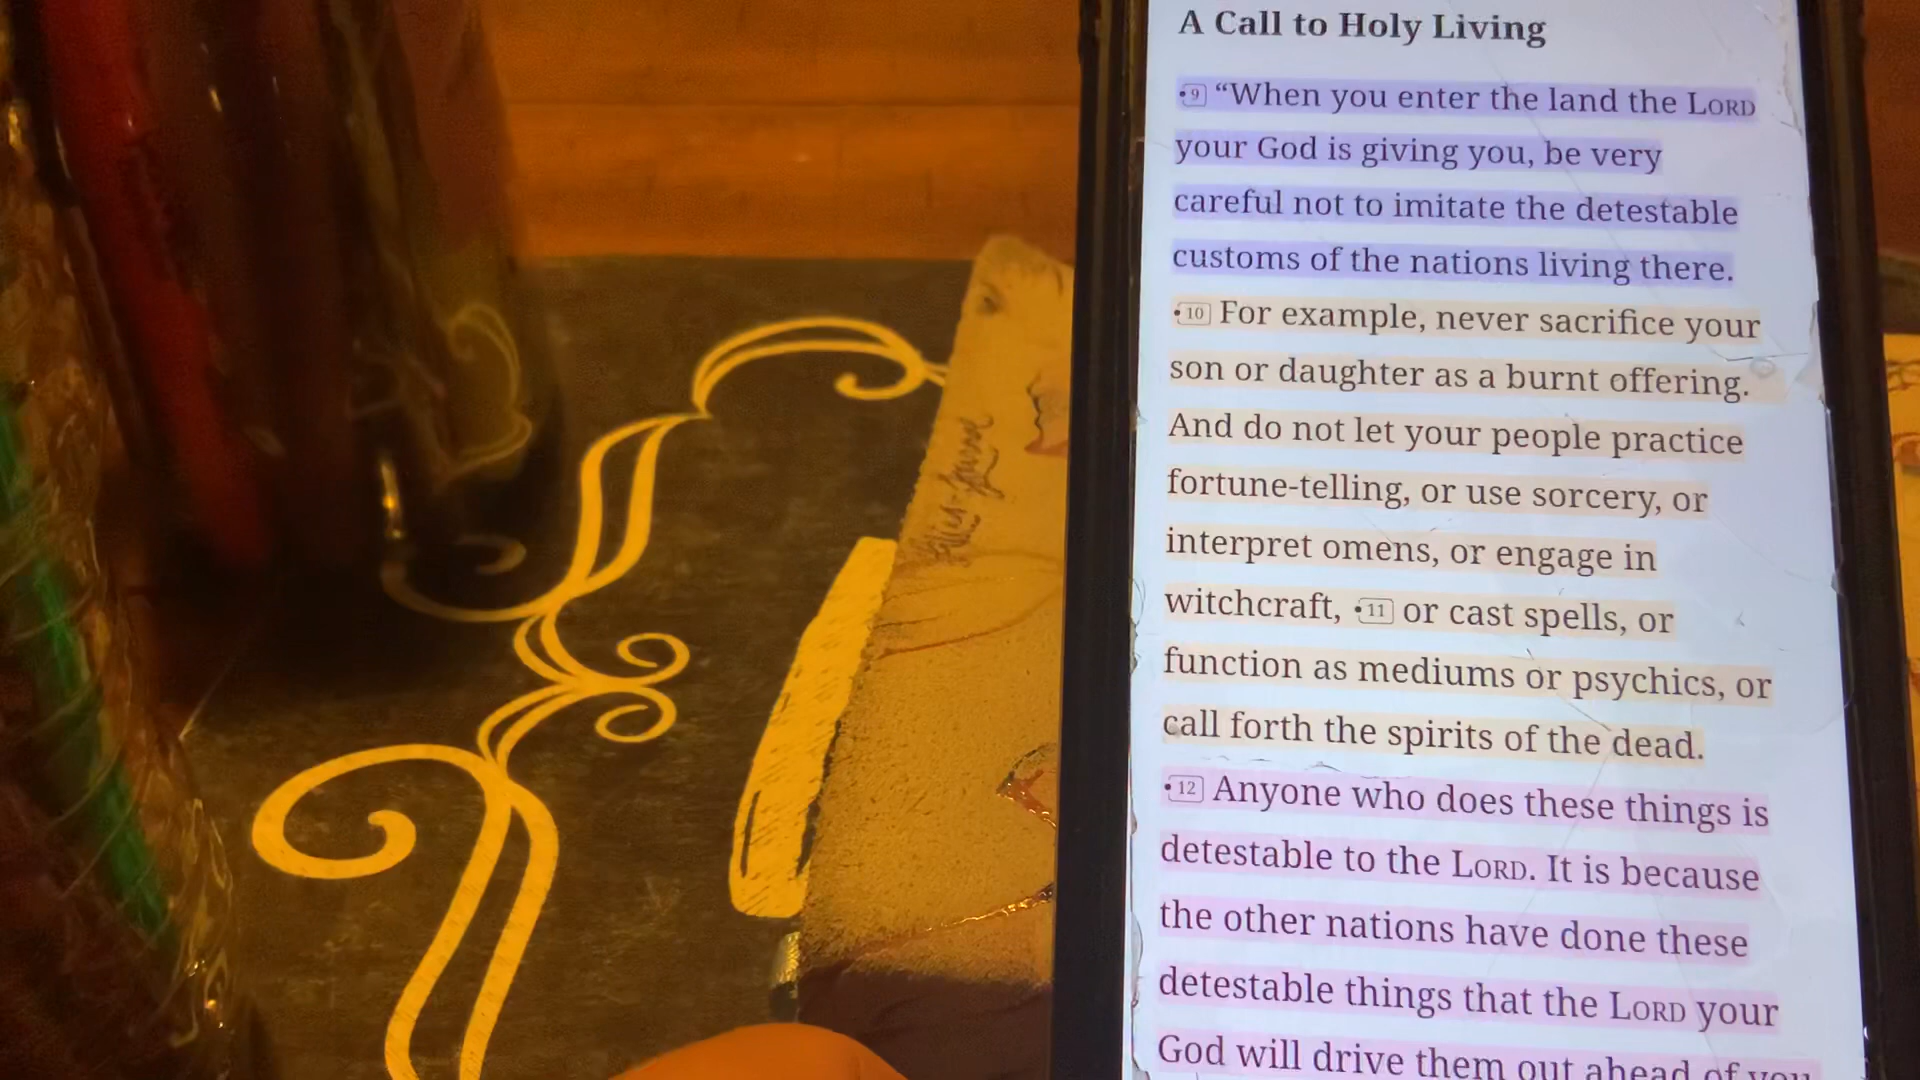 A Call to Holy Living
9 “When you enter the land the LORD
your God is giving you, be very
careful not to imitate the detestable
customs of the nations living there.
10 For example, never sacrifice your
son or daughter as a burnt offering.
And do not let your people practice
fortune-telling, or use sorcery, or
interpret omens, or engage in
witchcraft, 11 or cast spells, or
function as mediums or psychics, or
call forth the spirits of the dead.
12 Anyone who does these things is
detestable to the LORD. It is because
the other nations have done these
detestable things that the LORD your
God will drive them out ahead of you